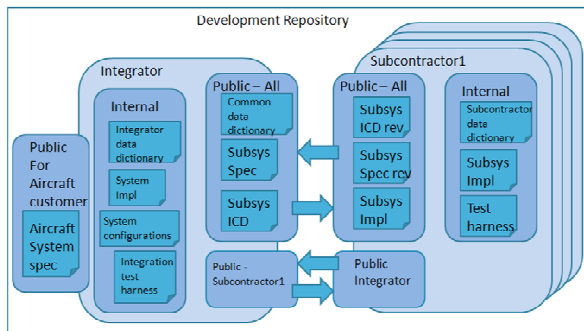 Development Repository
Integrator
Subcontractor1
Internal
Integrator
data
dictionary
System
Impl
System
configurations
Integration
test
harness
Public
For
Aircraft
customer
Aircraft
System
spec
Public – All
Common
data
dictionary
Subsys
Spec
Subsys
ICD
Public -
Subcontractor1
Public – All
Subsys
ICD rev
Subsys
Spec rev
Subsys
Impl
Public
Integrator
Internal
Subcontractor
data
dictionary
Subsys
Impl
Test
harness